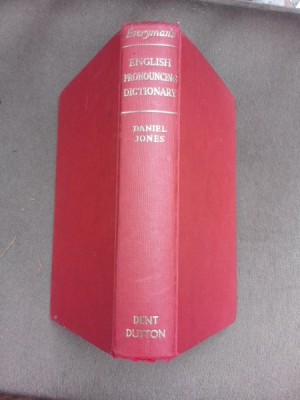 Everyman's
ENGLISH
PRONOUNCING
DICTIONARY
DANIEL
JONES
DENT
DUTTON